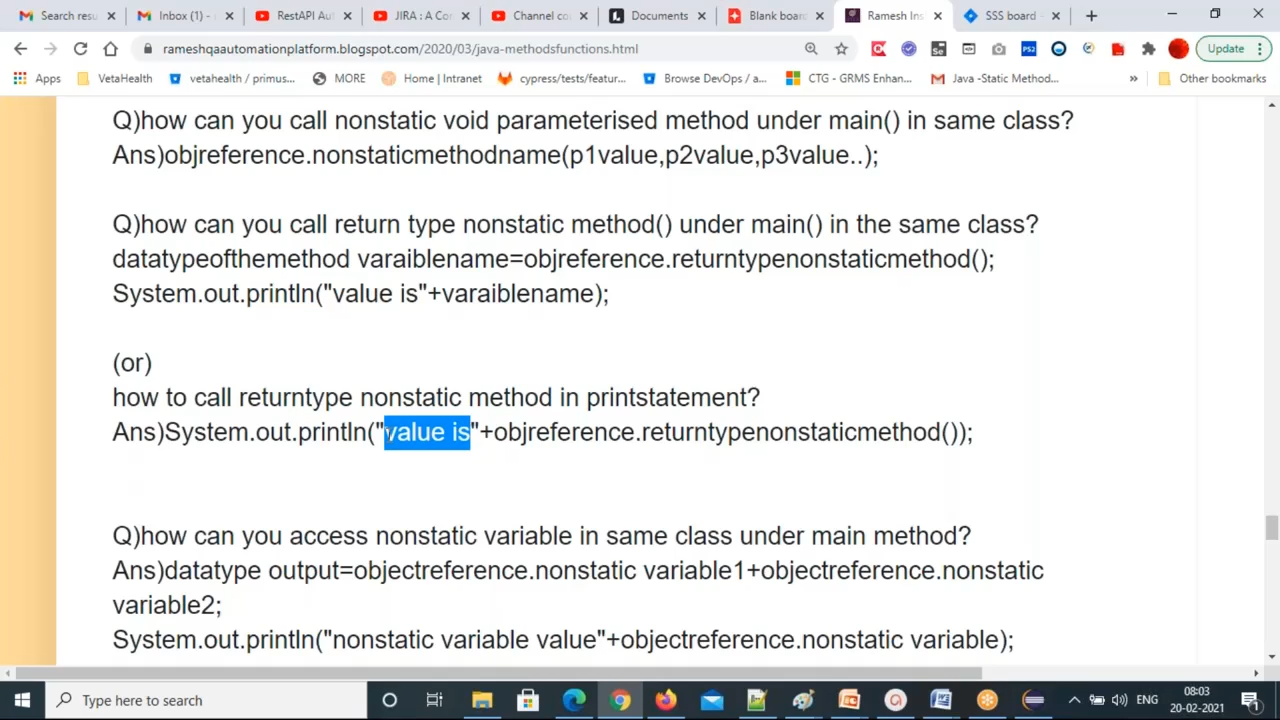 Search resu
Inbox (1) -
RestAPI Au
JIRA : A Co
Channel co
Documents
Blank board
Ramesh Ins
SSS board -
rameshqaautomationplatform.blogspot.com/2020/03/java-methodsfunctions.html
Update
Apps
VetaHealth
vetahealth / primus...
MORE
Home | Intranet
cypress/tests/featur...
Browse DevOps / a...
CTG - GRMS Enhan...
Java -Static Method...
»
Other bookmarks
Q)how can you call nonstatic void parameterised method under main() in same class?
Ans)objreference.nonstaticmethodname(p1value,p2value,p3value..);
Q)how can you call return type nonstatic method() under main() in the same class?
datatypeofthemethod varaiblename=objreference.returntypenonstaticmethod();
System.out.println("value is"+varaiblename);
(or)
how to call returntype nonstatic method in printstatement?
Ans)System.out.println("value is"+objreference.returntypenonstaticmethod());
Q)how can you access nonstatic variable in same class under main method?
Ans)datatype output=objectreference.nonstatic variable1+objectreference.nonstatic
variable2;
System.out.println("nonstatic variable value"+objectreference.nonstatic variable);
Type here to search
ENG
08:03
20-02-2021